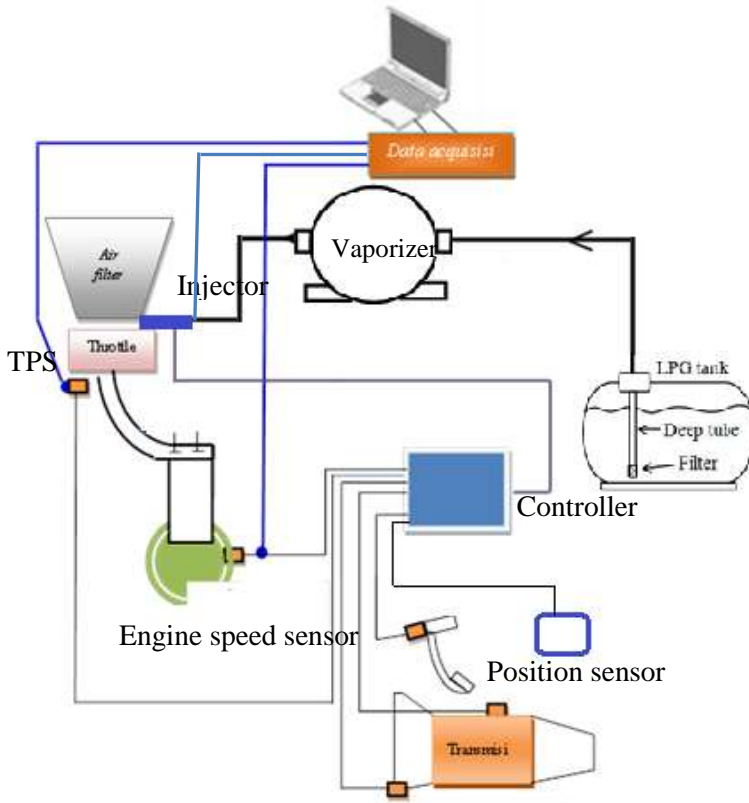 Data acquisisi
Vaporizer
Air
filter
Injector
Throttle
TPS
LPG tank
Deep tube
Filter
Controller
Engine speed sensor
Position sensor
Transmisi